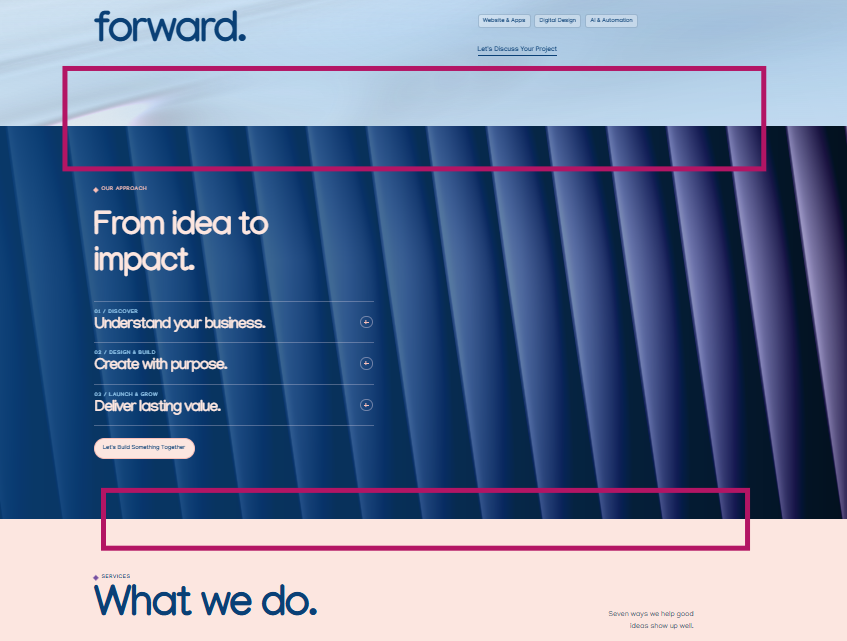 forward.
Website & Apps
Digital Design
AI & Automation
Let's Discuss Your Project
OUR APPROACH
From idea to
impact.
01 / DISCOVER
Understand your business.
02 / DESIGN & BUILD
Create with purpose.
03 / LAUNCH & GROW
Deliver lasting value.
Let's Build Something Together
SERVICES
What we do.
Seven ways we help good
ideas show up well.